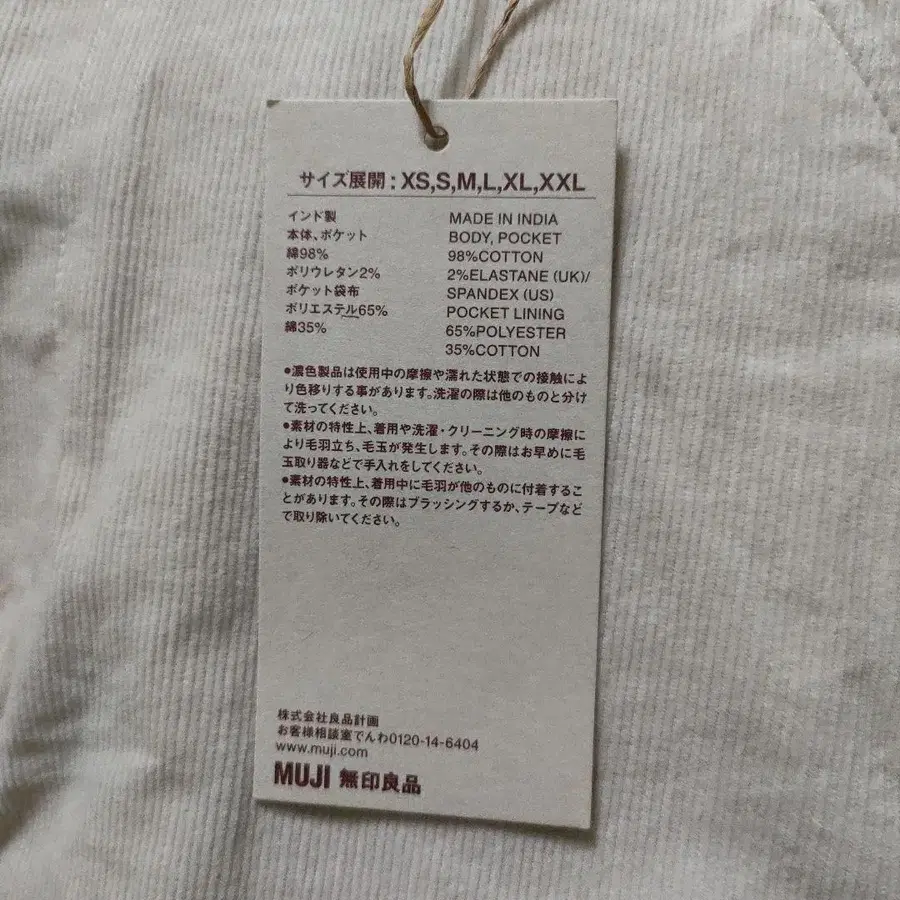 サイズ展開:XS,S,M,L,XL,XXL
インド製
本体、ポケット
綿98%
ポリウレタン2%
ポケット袋布
ポリエステル65%
綿35%
MADE IN INDIA
BODY, POCKET
98%COTTON
2%ELASTANE (UK)/
SPANDEX (US)
POCKET LINING
65%POLYESTER
35%COTTON
●濃色製品は使用中の摩擦や濡れた状態での接触によ
り色移りする事があります。洗濯の際は他のものと分け
て洗ってください。
●素材の特性上、着用や洗濯・クリーニング時の摩擦に
より毛羽立ち、毛玉が発生します。その際はお早めに毛
玉取り器などで手入れをしてください。
●素材の特性上、着用中に毛羽が他のものに付着するこ
とがあります。その際はブラッシングするか、テープなど
で取り除いてください。
株式会社良品計画
お客様相談室でんわ0120-14-6404
www.muji.com
MUJI 無印良品